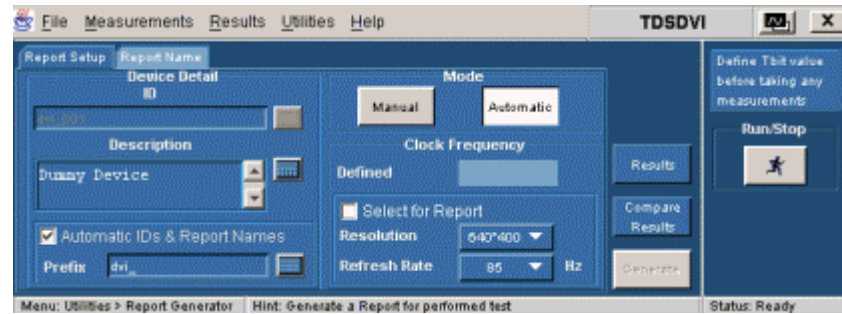 File Measurements Results Utilities Help
TDSDVI
X
Report Setup Report Name
Device Detail
ID
dvi_001
Description
Dummy Device
Automatic IDs & Report Names
Prefix dvi_
Mode
Manual Automatic
Clock Frequency
Defined
Select for Report
Resolution 640*400
Refresh Rate 85 Hz
Results
Compare
Results
Generate
Define Tbit value
before taking any
measurements
Run/Stop
Menu: Utilities > Report Generator
Hint: Generate a Report for performed test
Status: Ready